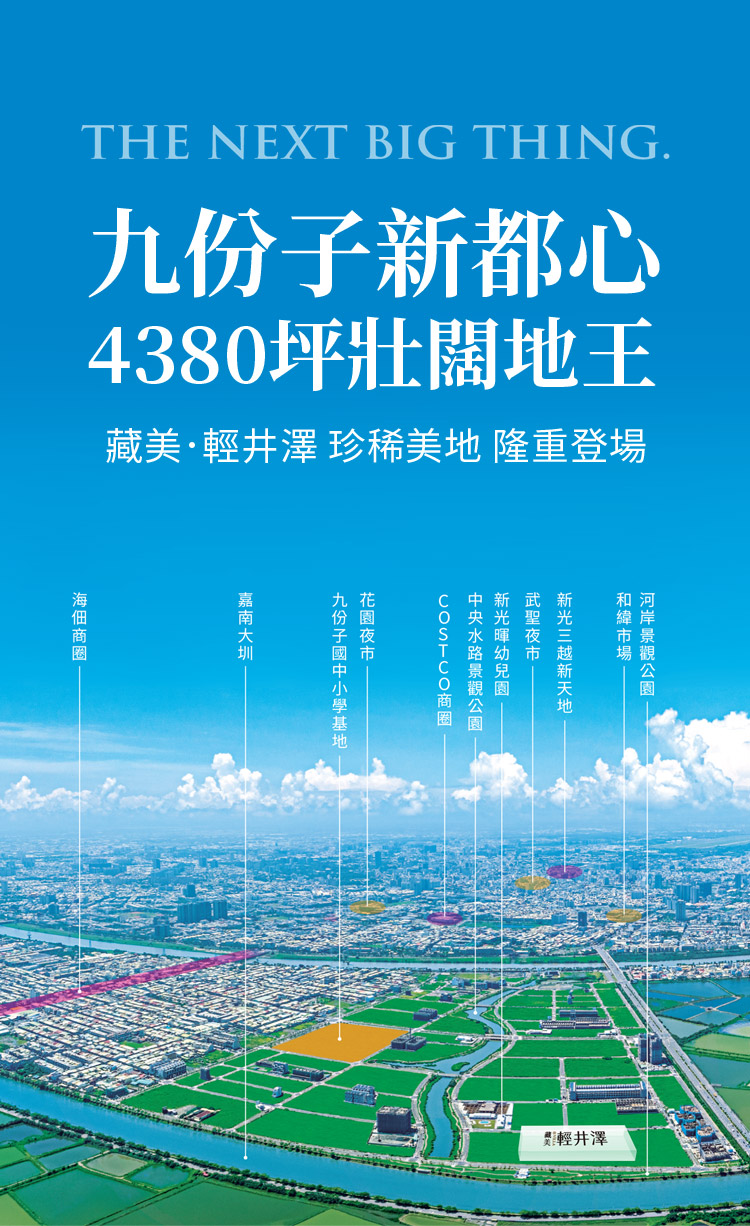 THE NEXT BIG THING.
九份子新都心
4380坪壯闊地王
藏美·輕井澤 珍稀美地 隆重登場
海佃商圈
嘉南大圳
九份子國中小學基地
花園夜市
COSTCO商圈
中央水路景觀公園
新光暉幼兒園
武聖夜市
新光三越新天地
和緯市場
河岸景觀公園
藏美 輕井澤